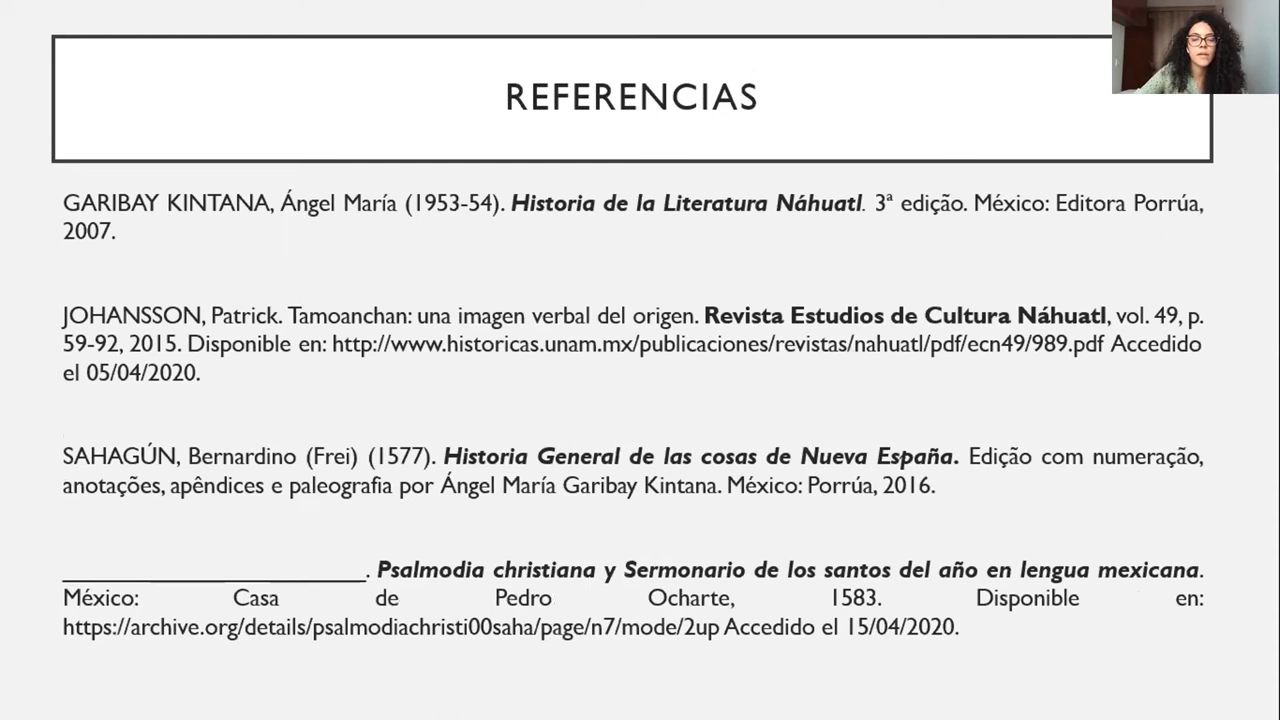 REFERENCIAS
GARIBAY KINTANA, Ángel María (1953-54). Historia de la Literatura Náhuatl. 3ª edição. México: Editora Porrúa,
2007.
JOHANSSON, Patrick. Tamoanchan: una imagen verbal del origen. Revista Estudios de Cultura Náhuatl, vol. 49, p.
59-92, 2015. Disponible en: http://www.historicas.unam.mx/publicaciones/revistas/nahuatl/pdf/ecn49/989.pdf Accedido
el 05/04/2020.
SAHAGÚN, Bernardino (Frei) (1577). Historia General de las cosas de Nueva España. Edição com numeração,
anotações, apêndices e paleografia por Ángel María Garibay Kintana. México: Porrúa, 2016.
_________________________. Psalmodia christiana y Sermonario de los santos del año en lengua mexicana.
México: Casa de Pedro Ocharte, 1583. Disponible en:
https://archive.org/details/psalmodiachristi00saha/page/n7/mode/2up Accedido el 15/04/2020.